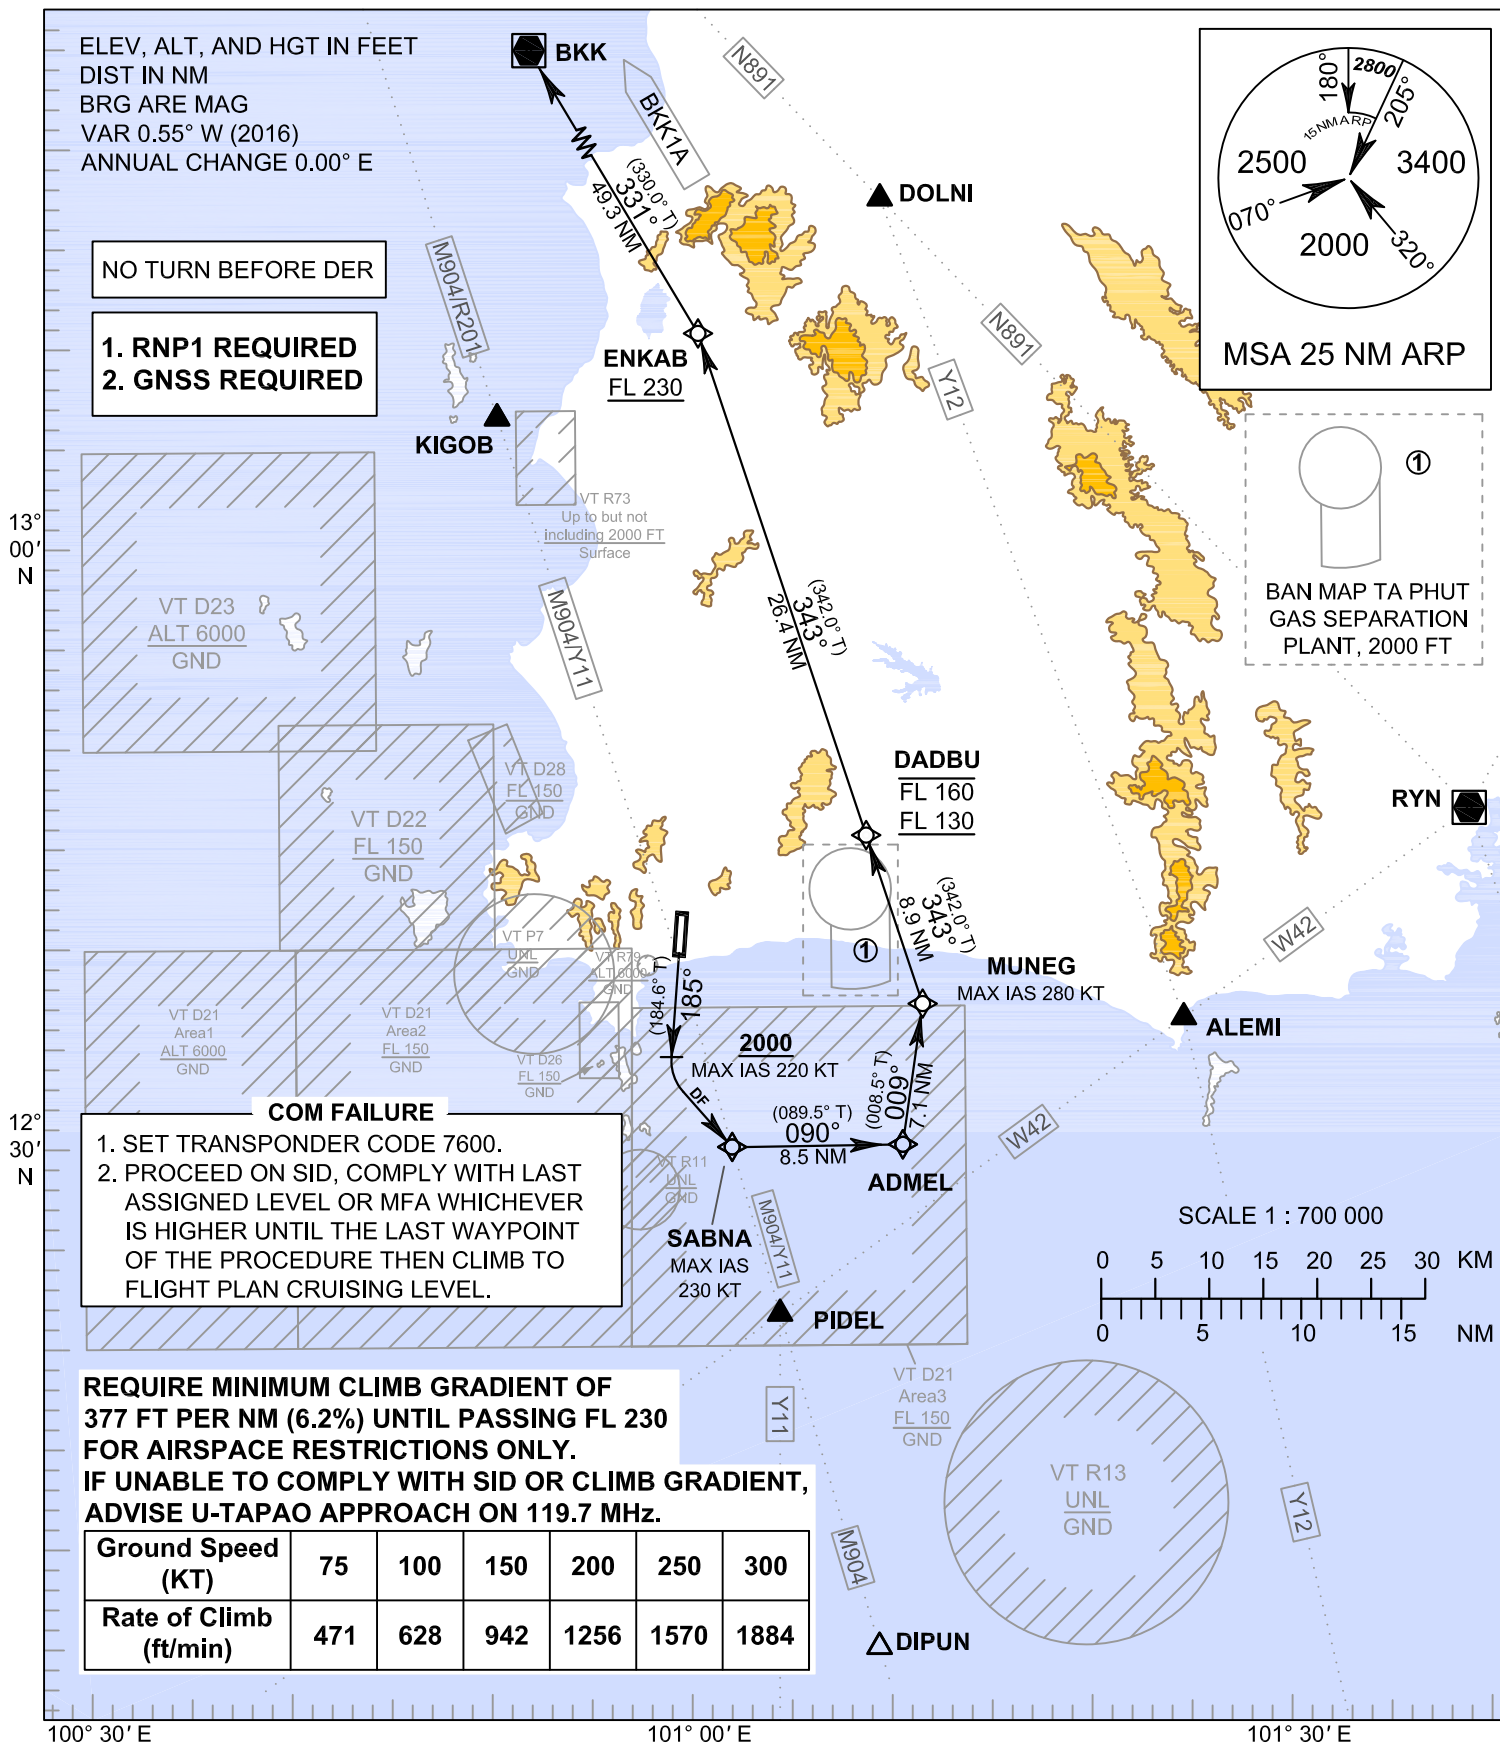 ELEV, ALT, AND HGT IN FEET
DIST IN NM
BRG ARE MAG
VAR 0.55° W (2016)
ANNUAL CHANGE 0.00° E
NO TURN BEFORE DER
1. RNP1 REQUIRED
2. GNSS REQUIRED
BKK
BKK1A
(330.0° T)
331°
49.3 NM
N891
DOLNI
N891
Y12
180°
2800
205°
15 NM ARP
2500
3400
070°
2000
320°
MSA 25 NM ARP
M904/R201
KIGOB
ENKAB
FL 230
VT R73
Up to but not
including 2000 FT
Surface
①
BAN MAP TA PHUT
GAS SEPARATION
PLANT, 2000 FT
13°
00'
N
VT D23
ALT 6000
GND
M904/Y11
(342.0° T)
343°
26.4 NM
VT D28
FL 150
GND
VT D22
FL 150
GND
DADBU
FL 160
FL 130
RYN
(342.0° T)
343°
8.9 NM
①
W42
VT P7
UNL
GND
VT R79
ALT 6000
GND
MUNEG
MAX IAS 280 KT
ALEMI
VT D21
Area1
ALT 6000
GND
VT D21
Area2
FL 150
GND
VT D26
FL 150
GND
(184.6° T)
185°
2000
MAX IAS 220 KT
DF
(089.5° T)
090°
8.5 NM
(008.5° T)
009°
7.1 NM
W42
ADMEL
12°
30'
N
COM FAILURE
1. SET TRANSPONDER CODE 7600.
2. PROCEED ON SID, COMPLY WITH LAST
ASSIGNED LEVEL OR MFA WHICHEVER
IS HIGHER UNTIL THE LAST WAYPOINT
OF THE PROCEDURE THEN CLIMB TO
FLIGHT PLAN CRUISING LEVEL.
VT R11
UNL
GND
SABNA
MAX IAS
230 KT
M904/Y11
PIDEL
SCALE 1 : 700 000
0 5 10 15 20 25 30 KM
0 5 10 15 NM
VT D21
Area3
FL 150
GND
Y11
REQUIRE MINIMUM CLIMB GRADIENT OF
377 FT PER NM (6.2%) UNTIL PASSING FL 230
FOR AIRSPACE RESTRICTIONS ONLY.
IF UNABLE TO COMPLY WITH SID OR CLIMB GRADIENT,
ADVISE U-TAPAO APPROACH ON 119.7 MHz.
Ground Speed
(KT) 75 100 150 200 250 300
Rate of Climb
(ft/min) 471 628 942 1256 1570 1884
VT R13
UNL
GND
Y12
M904
DIPUN
100° 30' E
101° 00' E
101° 30' E